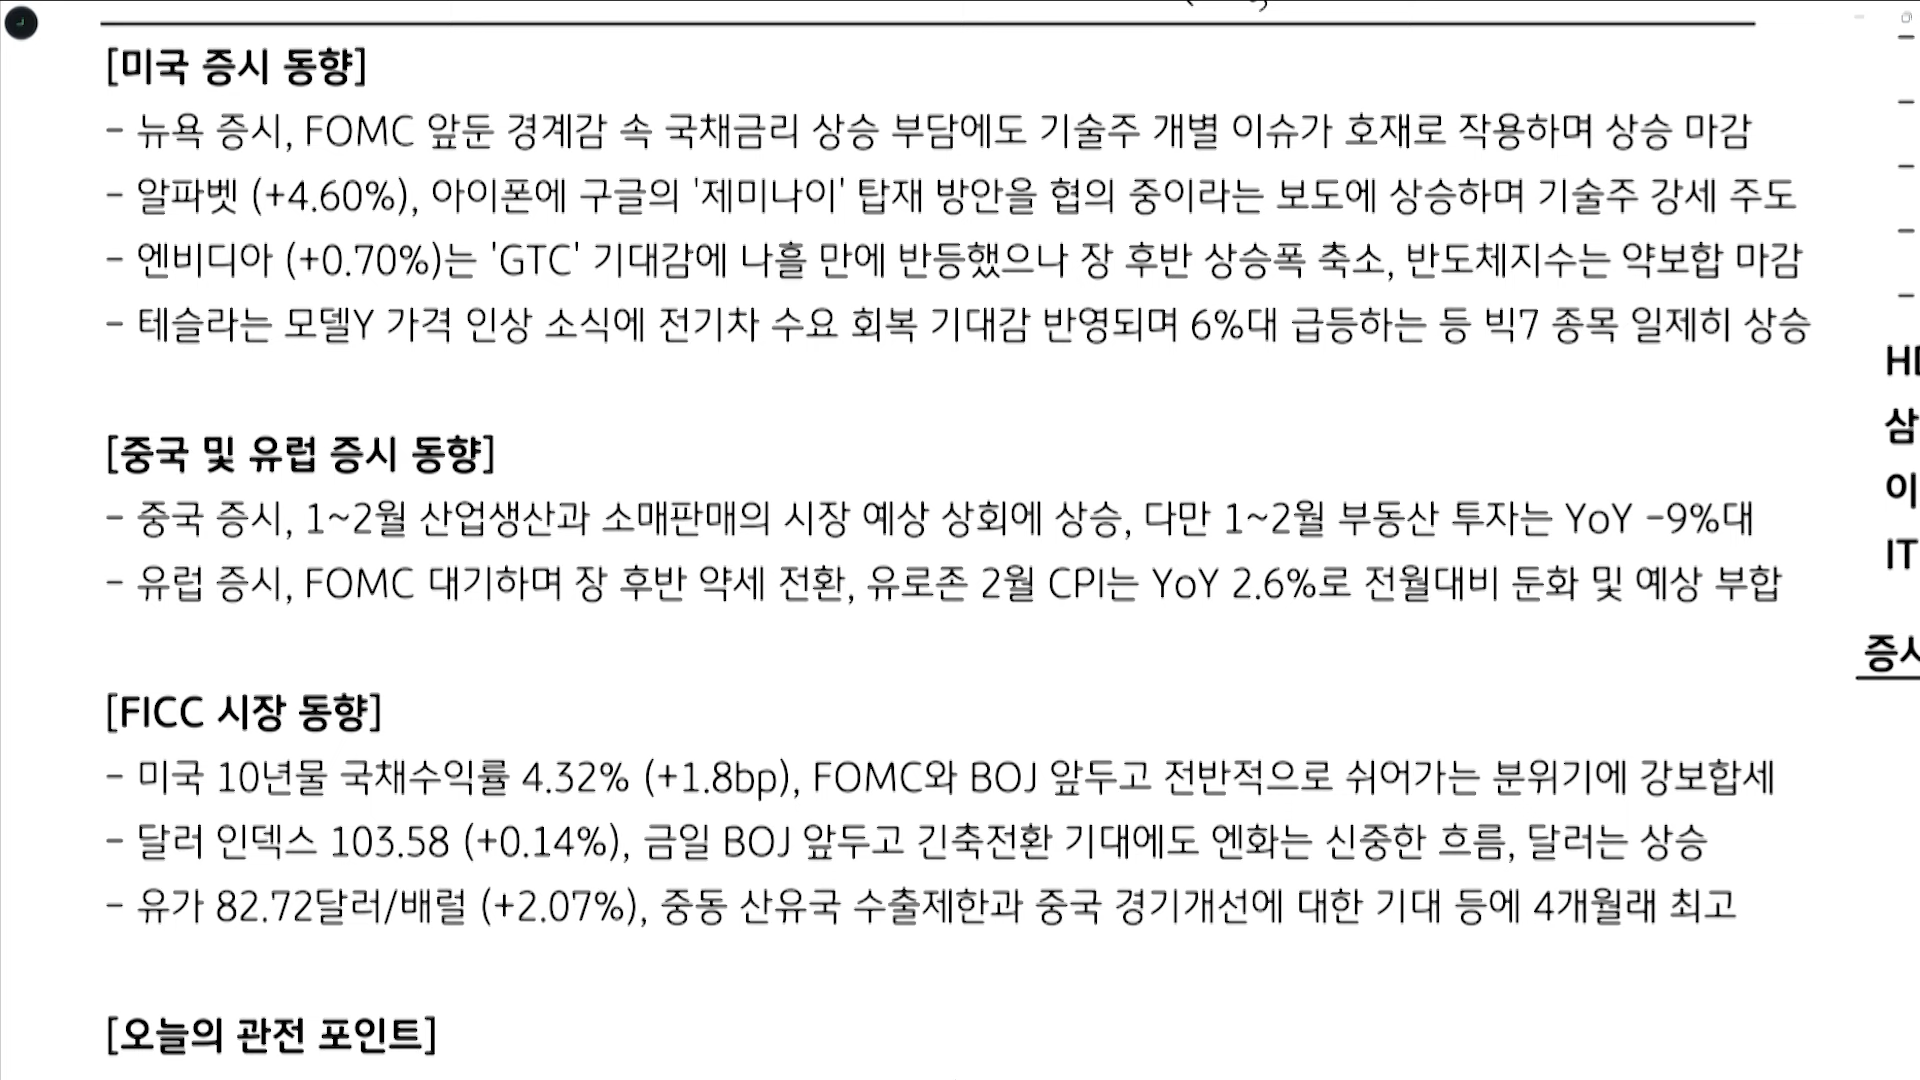 [미국 증시 동향]
- 뉴욕 증시, FOMC 앞둔 경계감 속 국채금리 상승 부담에도 기술주 개별 이슈가 호재로 작용하며 상승 마감
- 알파벳 (+4.60%), 아이폰에 구글의 '제미나이' 탑재 방안을 협의 중이라는 보도에 상승하며 기술주 강세 주도
- 엔비디아 (+0.70%)는 'GTC' 기대감에 나흘 만에 반등했으나 장 후반 상승폭 축소, 반도체지수는 약보합 마감
- 테슬라는 모델Y 가격 인상 소식에 전기차 수요 회복 기대감 반영되며 6%대 급등하는 등 빅7 종목 일제히 상승
[중국 및 유럽 증시 동향]
- 중국 증시, 1~2월 산업생산과 소매판매의 시장 예상 상회에 상승, 다만 1~2월 부동산 투자는 YoY -9%대
- 유럽 증시, FOMC 대기하며 장 후반 약세 전환, 유로존 2월 CPI는 YoY 2.6%로 전월대비 둔화 및 예상 부합
[FICC 시장 동향]
- 미국 10년물 국채수익률 4.32% (+1.8bp), FOMC와 BOJ 앞두고 전반적으로 쉬어가는 분위기에 강보합세
- 달러 인덱스 103.58 (+0.14%), 금일 BOJ 앞두고 긴축전환 기대에도 엔화는 신중한 흐름, 달러는 상승
- 유가 82.72달러/배럴 (+2.07%), 중동 산유국 수출제한과 중국 경기개선에 대한 기대 등에 4개월래 최고
[오늘의 관전 포인트]
삼
이
IT